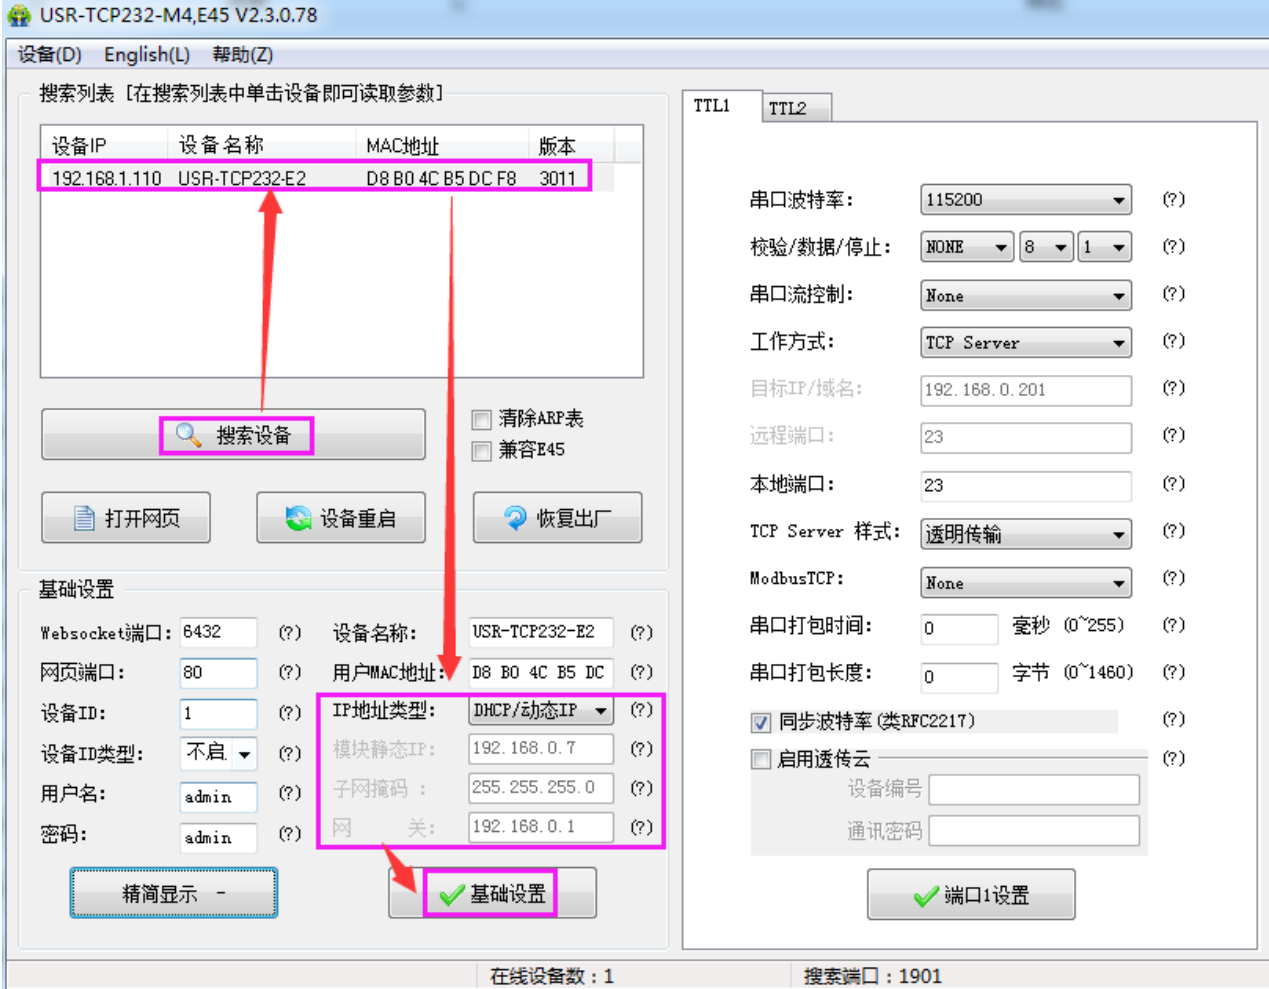 USR-TCP232-M4,E45 V2.3.0.78
设备(D) English(L) 帮助(Z)
搜索列表 [在搜索列表中单击设备即可读取参数]
设备IP 设备名称 MAC地址 版本
192.168.1.110 USR-TCP232-E2 D8 B0 4C B5 DC F8 3011
搜索设备
清除ARP表
兼容E45
打开网页 设备重启 恢复出厂
基础设置
Websocket端口: 6432 (?) 设备名称: USR-TCP232-E2 (?)
网页端口: 80 (?) 用户MAC地址: D8 B0 4C B5 DC (?)
设备ID: 1 (?) IP地址类型: DHCP/动态IP (?)
设备ID类型: 不启 (?) 模块静态IP: 192.168.0.7 (?)
用户名: admin (?) 子网掩码 : 255.255.255.0 (?)
密码: admin (?) 网 关: 192.168.0.1 (?)
精简显示 - 基础设置
TTL1 TTL2
串口波特率: 115200 (?)
校验/数据/停止: NONE 8 1 (?)
串口流控制: None (?)
工作方式: TCP Server (?)
目标IP/域名: 192.168.0.201 (?)
远程端口: 23 (?)
本地端口: 23 (?)
TCP Server 样式: 透明传输 (?)
ModbusTCP: None (?)
串口打包时间: 0 毫秒 (0~255) (?)
串口打包长度: 0 字节 (0~1460) (?)
同步波特率(类RFC2217) (?)
启用透传云 (?)
设备编号
通讯密码
端口1设置
在线设备数：1 搜索端口：1901